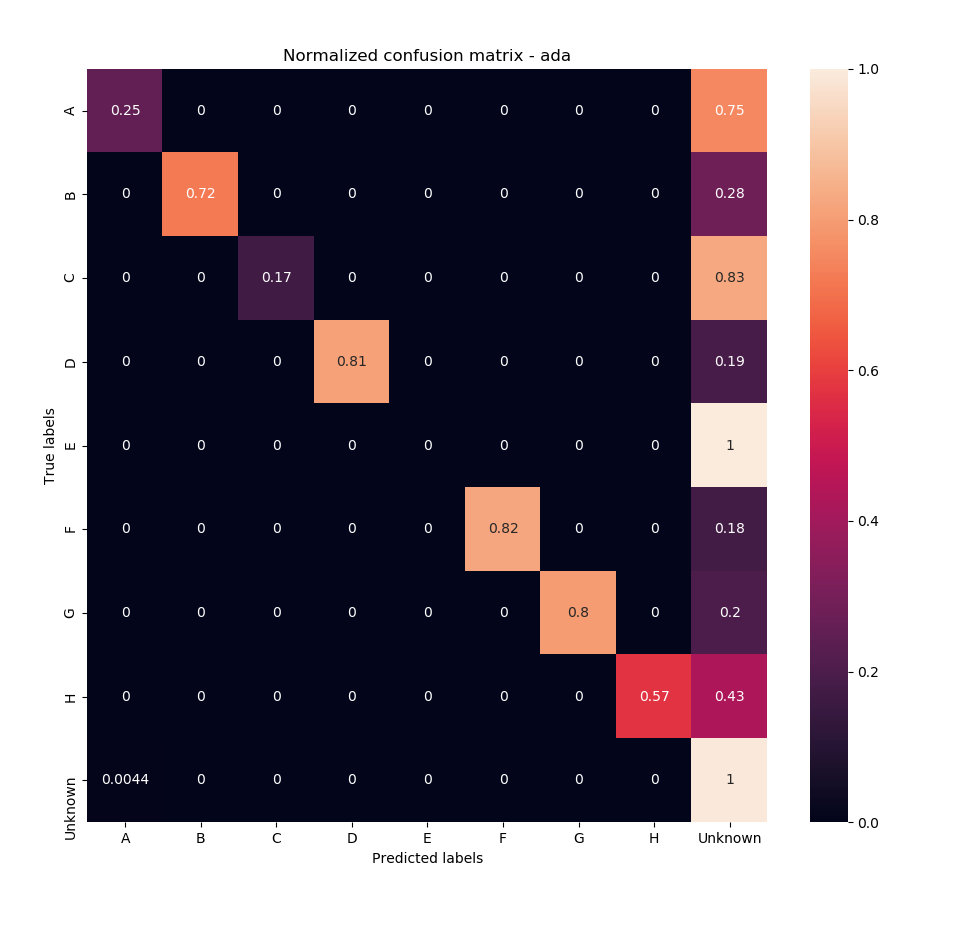 Normalized confusion matrix - ada
A 0.25 0 0 0 0 0 0 0 0.75
B 0 0.72 0 0 0 0 0 0 0.28
C 0 0 0.17 0 0 0 0 0 0.83
D 0 0 0 0.81 0 0 0 0 0.19
E 0 0 0 0 0 0 0 0 1
F 0 0 0 0 0 0.82 0 0 0.18
G 0 0 0 0 0 0 0.8 0 0.2
H 0 0 0 0 0 0 0 0.57 0.43
Unknown 0.0044 0 0 0 0 0 0 0 1
A B C D E F G H Unknown
Predicted labels
True labels
1.0
0.8
0.6
0.4
0.2
0.0